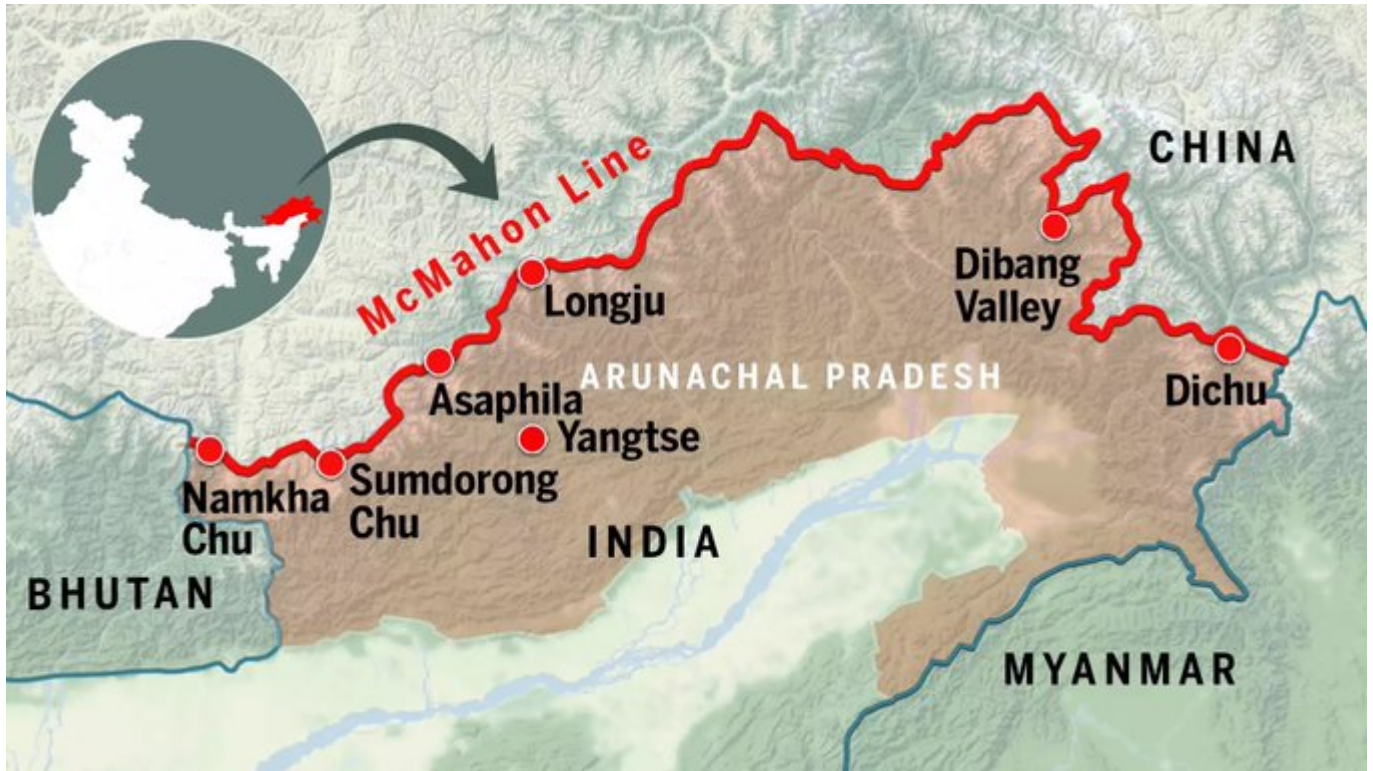 McMahon Line
CHINA
Dibang
Valley
Longju
ARUNACHAL PRADESH
Dichu
Asaphila
Yangtse
Namkha
Chu
Sumdorong
Chu
INDIA
BHUTAN
MYANMAR